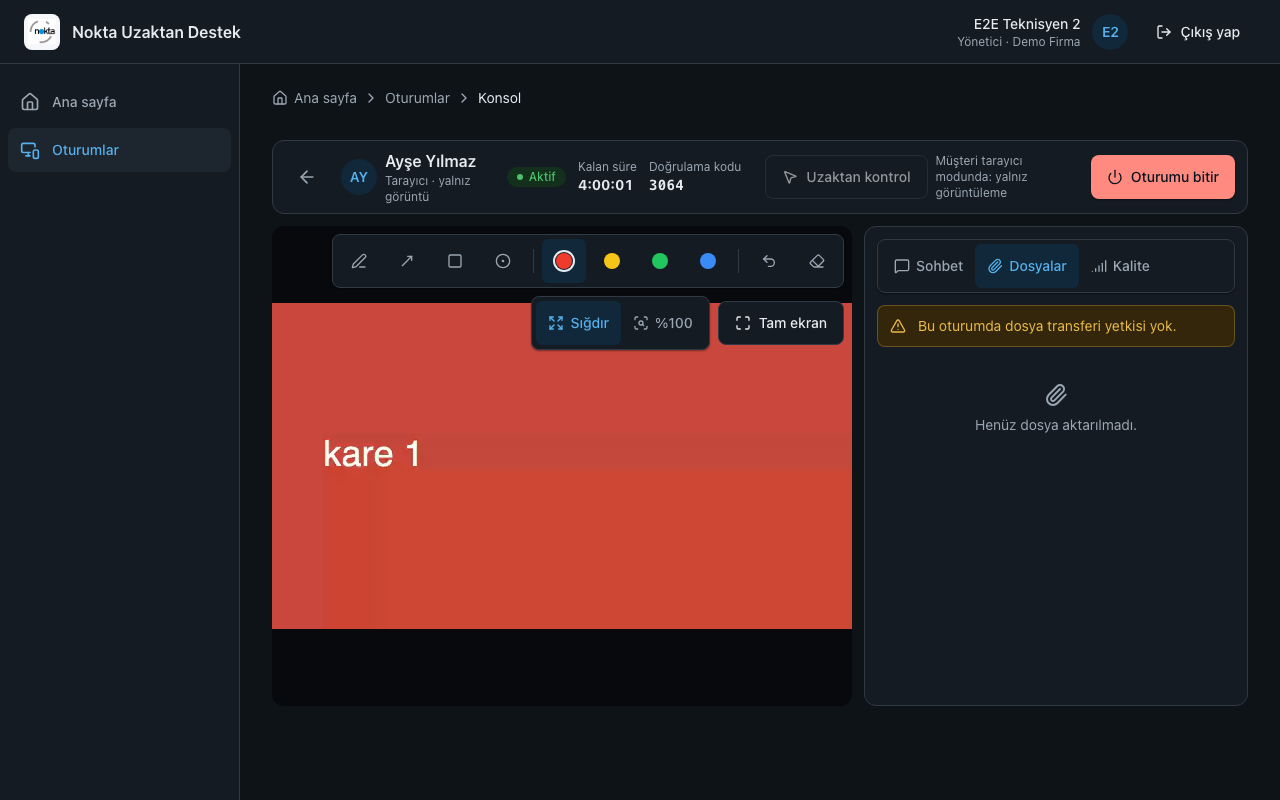 nokta
Nokta Uzaktan Destek
E2E Teknisyen 2
Yönetici · Demo Firma
E2
Çıkış yap
Ana sayfa
Oturumlar
Ana sayfa
Oturumlar
Konsol
AY
Ayşe Yılmaz
Tarayıcı · yalnız
görüntü
Aktif
Kalan süre
4:00:01
Doğrulama kodu
3064
Uzaktan kontrol
Müşteri tarayıcı
modunda: yalnız
görüntüleme
Oturumu bitir
Sığdır
%100
Tam ekran
kare 1
Sohbet
Dosyalar
Kalite
Bu oturumda dosya transferi yetkisi yok.
Henüz dosya aktarılmadı.